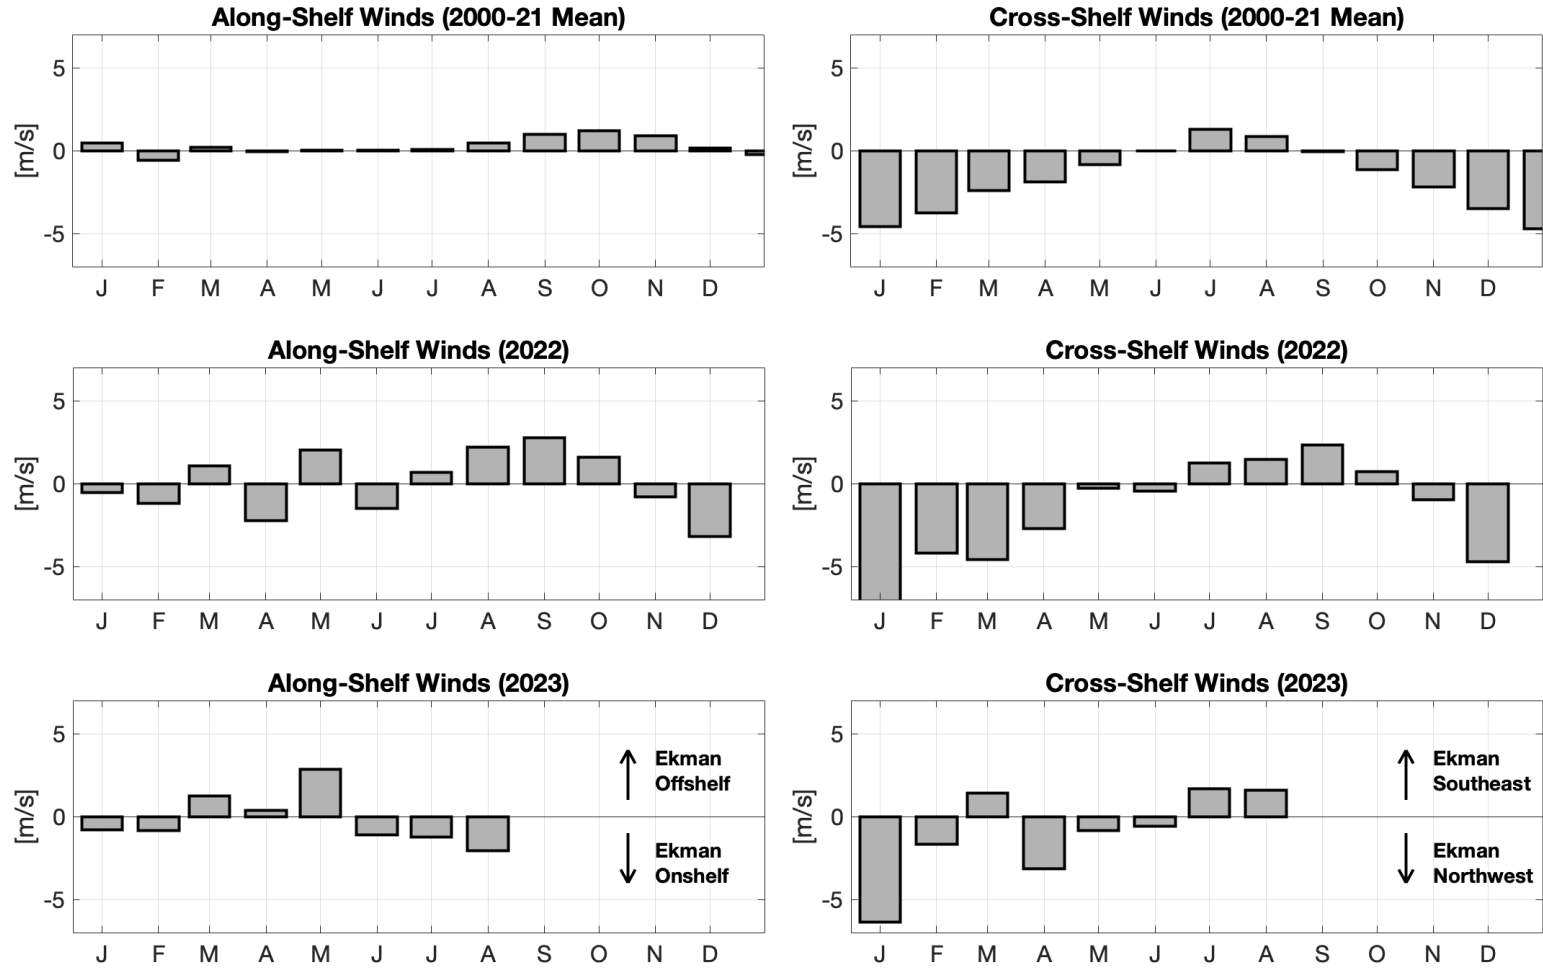 Along-Shelf Winds (2000-21 Mean)
[m/s]
5
0
-5
J F M A M J J A S O N D
Cross-Shelf Winds (2000-21 Mean)
[m/s]
5
0
-5
J F M A M J J A S O N D
Along-Shelf Winds (2022)
[m/s]
5
0
-5
J F M A M J J A S O N D
Cross-Shelf Winds (2022)
[m/s]
5
0
-5
J F M A M J J A S O N D
Along-Shelf Winds (2023)
[m/s]
5
0
-5
Ekman
Offshelf
Ekman
Onshelf
J F M A M J J A S O N D
Cross-Shelf Winds (2023)
[m/s]
5
0
-5
Ekman
Southeast
Ekman
Northwest
J F M A M J J A S O N D